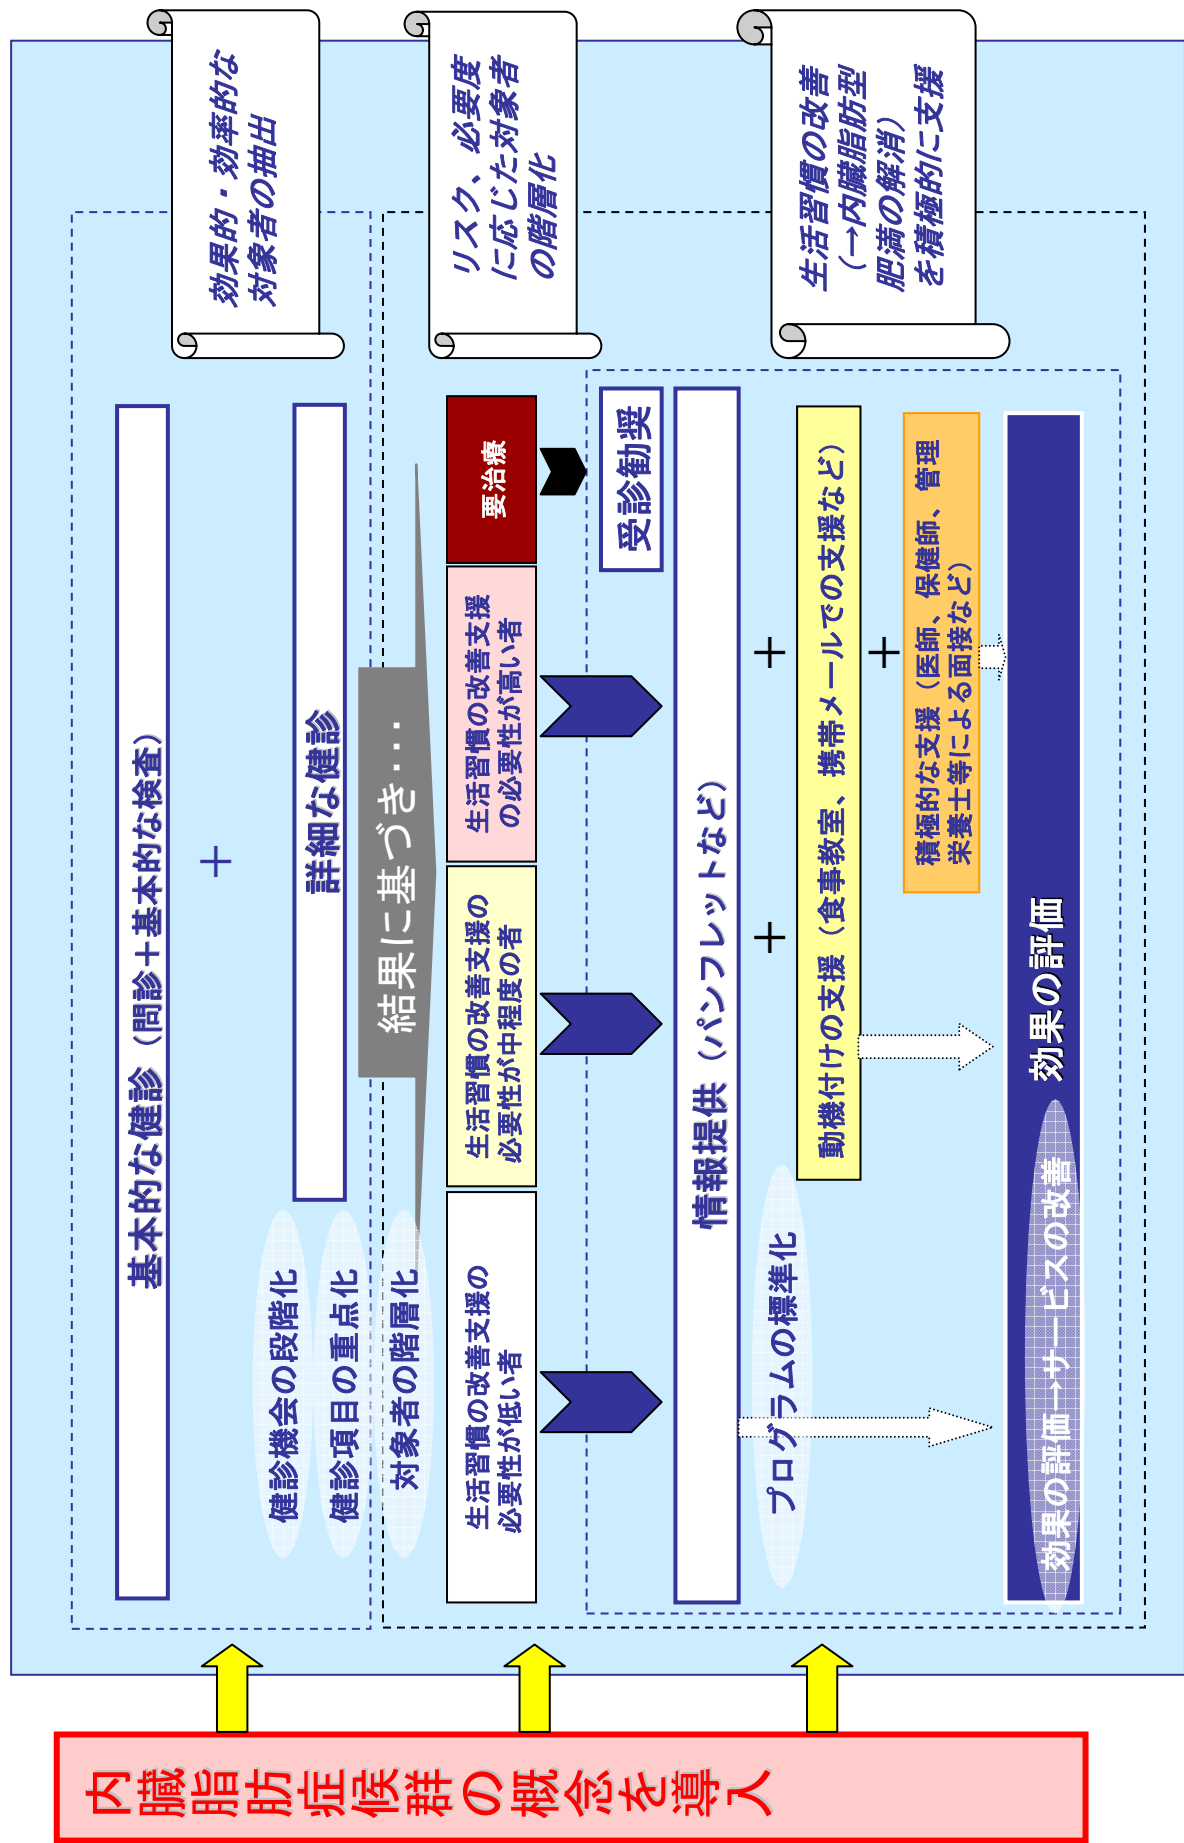 内臓脂肪症候群の概念を導入
基本的な健診（問診＋基本的な検査）
＋
詳細な健診
健診機会の段階化
健診項目の重点化
対象者の階層化
効果的・効率的な
対象者の抽出
結果に基づき・・・
生活習慣の改善支援の
必要性が低い者
生活習慣の改善支援の
必要性が中程度の者
生活習慣の改善支援
の必要性が高い者
要治療
リスク、必要度
に応じた対象者
の階層化
受診勧奨
情報提供（パンフレットなど）
プログラムの標準化
＋
＋
動機付けの支援（食事教室、携帯メールでの支援など）
＋
積極的な支援（医師、保健師、管理
栄養士等による面接など）
生活習慣の改善
（→内臓脂肪型
肥満の解消）
を積極的に支援
効果の評価→サービスの改善
効果の評価